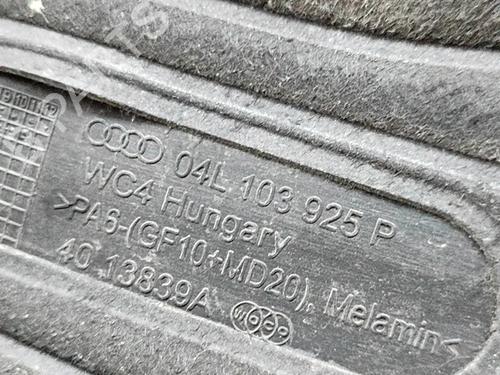 04L 103 925 P
WC4 Hungary
>PA6-(GF10+MD20), Melamin<
40 13839A